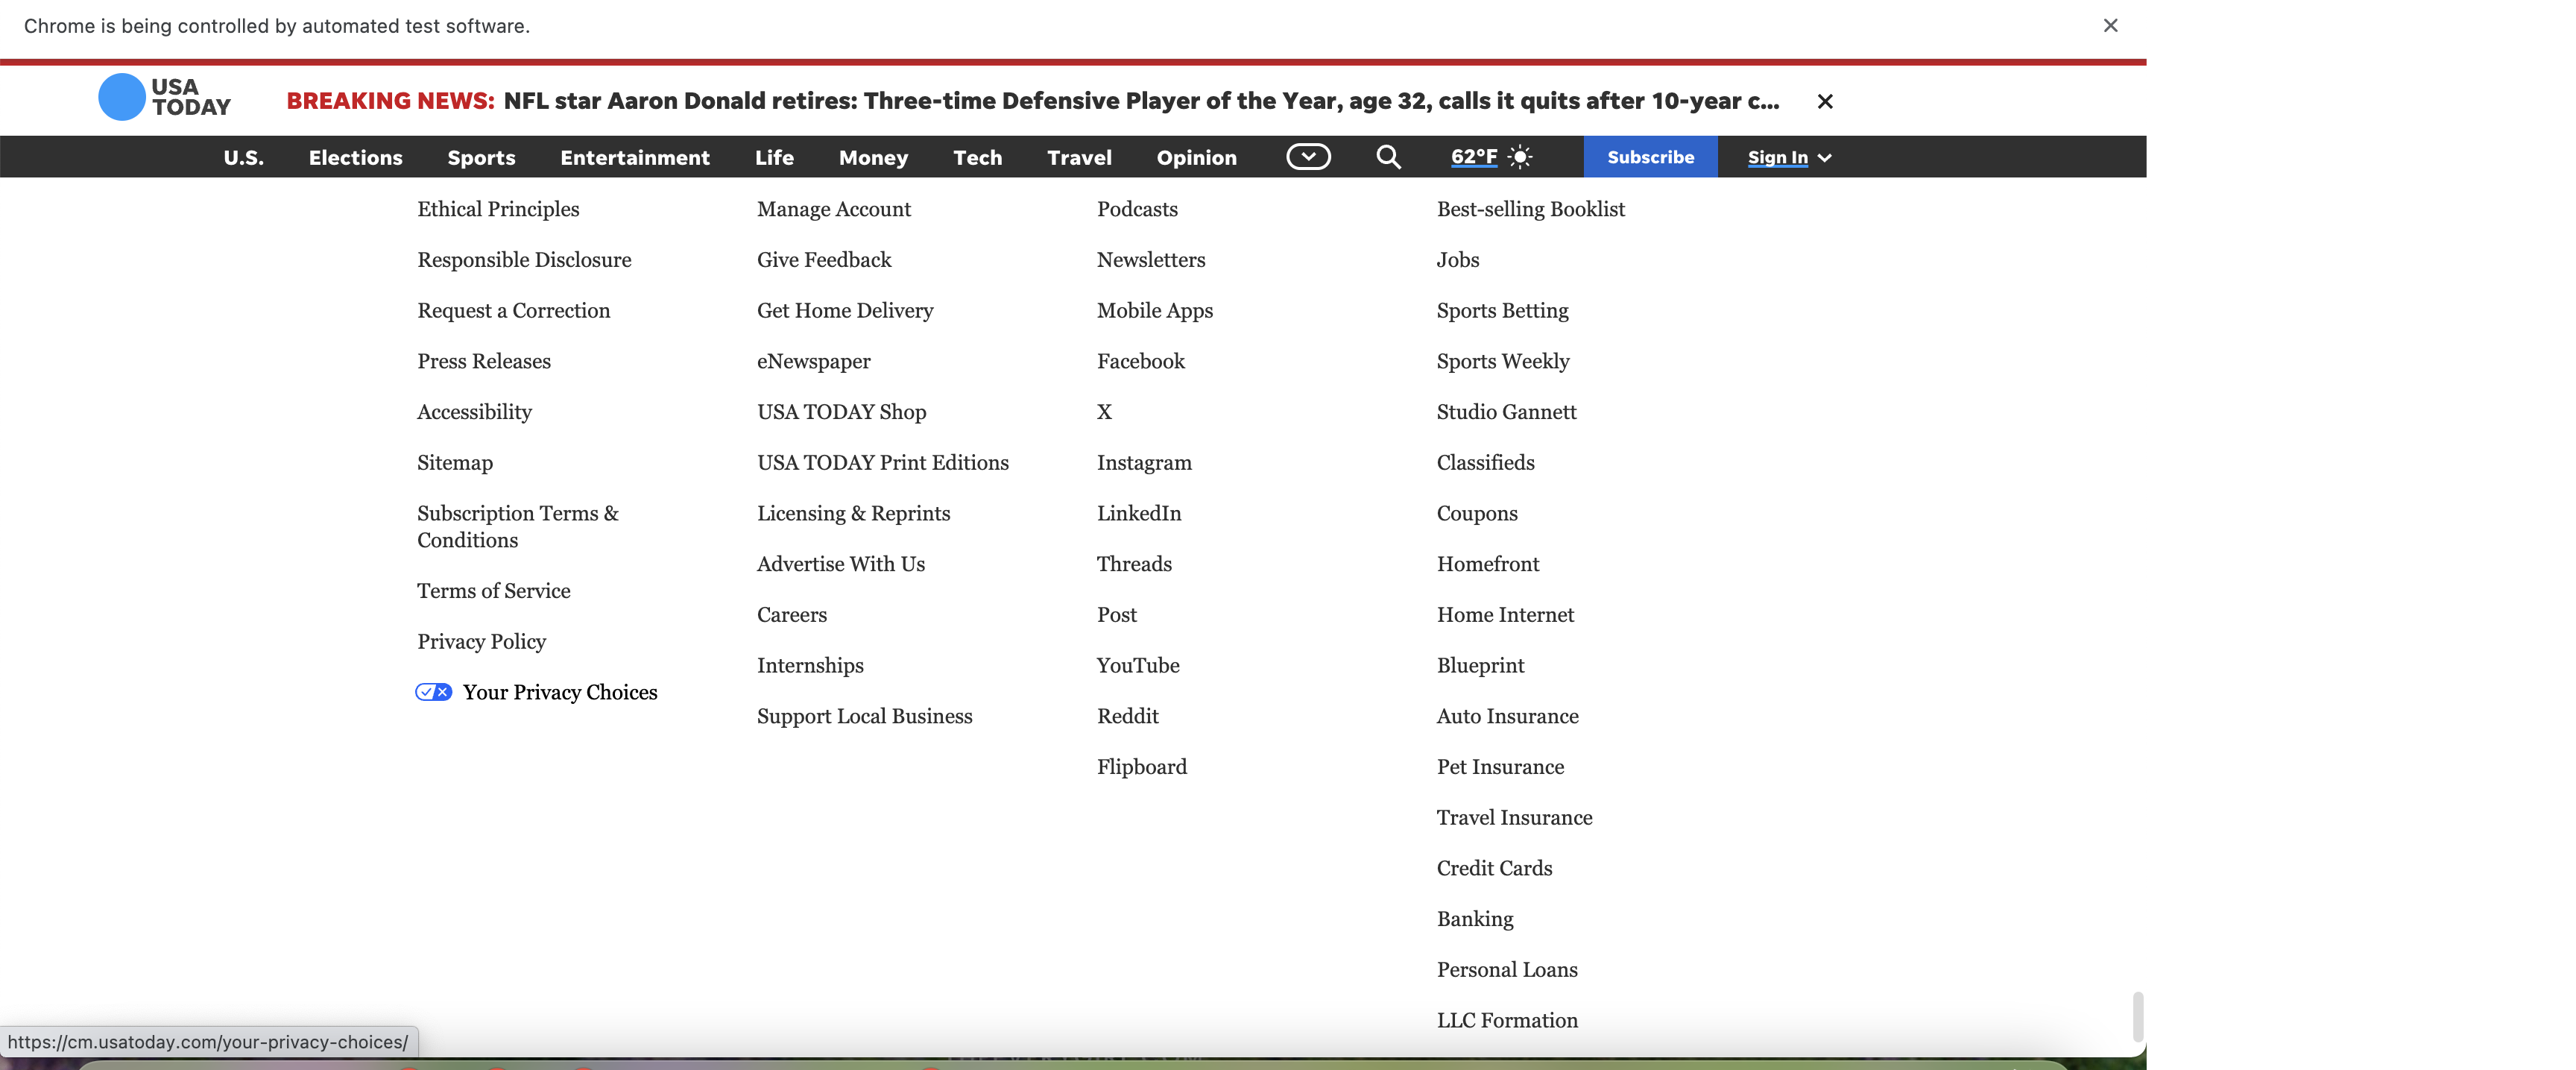 Chrome is being controlled by automated test software.
USA
TODAY
BREAKING NEWS: NFL star Aaron Donald retires: Three-time Defensive Player of the Year, age 32, calls it quits after 10-year c...
U.S. Elections Sports Entertainment Life Money Tech Travel Opinion 62°F Subscribe Sign In
Ethical Principles
Responsible Disclosure
Request a Correction
Press Releases
Accessibility
Sitemap
Subscription Terms &
Conditions
Terms of Service
Privacy Policy
Your Privacy Choices
Manage Account
Give Feedback
Get Home Delivery
eNewspaper
USA TODAY Shop
USA TODAY Print Editions
Licensing & Reprints
Advertise With Us
Careers
Internships
Support Local Business
Podcasts
Newsletters
Mobile Apps
Facebook
X
Instagram
LinkedIn
Threads
Post
YouTube
Reddit
Flipboard
Best-selling Booklist
Jobs
Sports Betting
Sports Weekly
Studio Gannett
Classifieds
Coupons
Homefront
Home Internet
Blueprint
Auto Insurance
Pet Insurance
Travel Insurance
Credit Cards
Banking
Personal Loans
LLC Formation
https://cm.usatoday.com/your-privacy-choices/